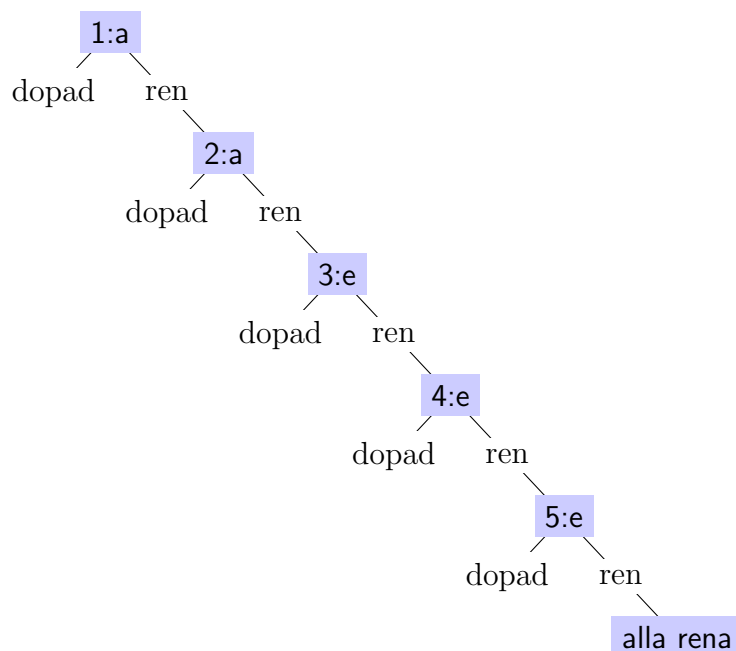 1:a
dopad ren
2:a
dopad ren
3:e
dopad ren
4:e
dopad ren
5:e
dopad ren
alla rena